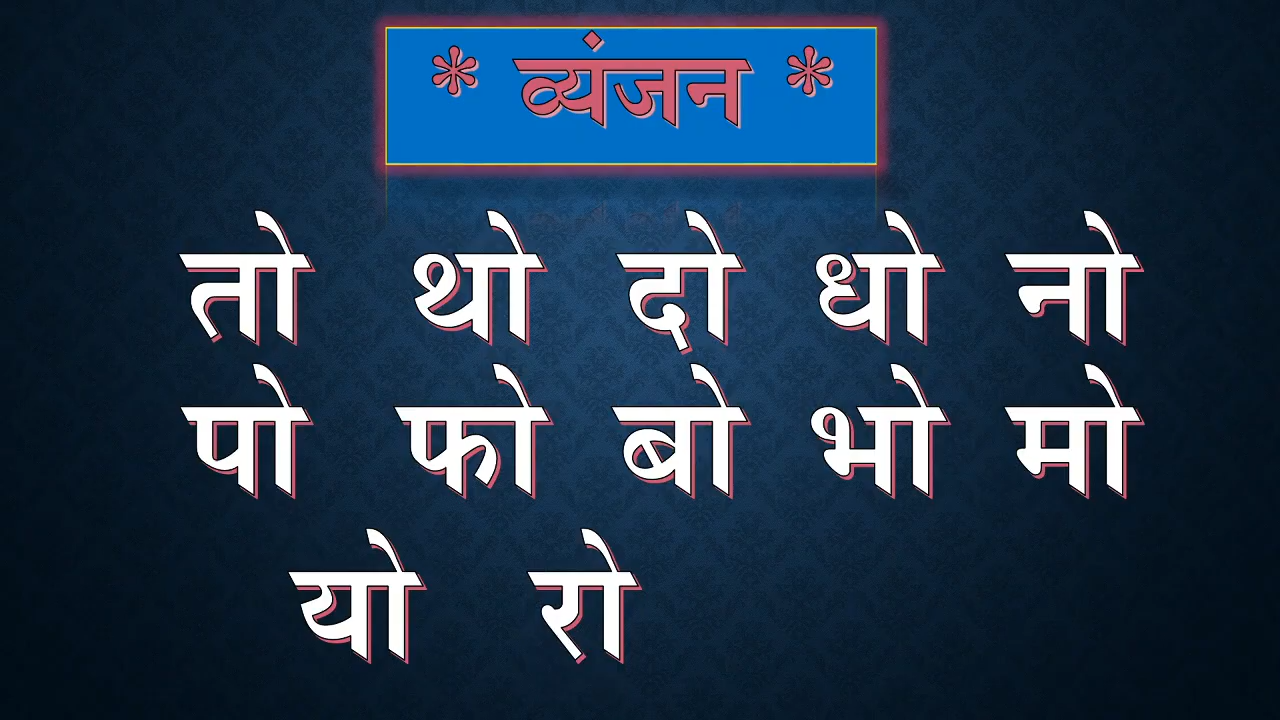 * व्यंजन *
तो थो दो धो नो
पो फो बो भो मो
यो रो